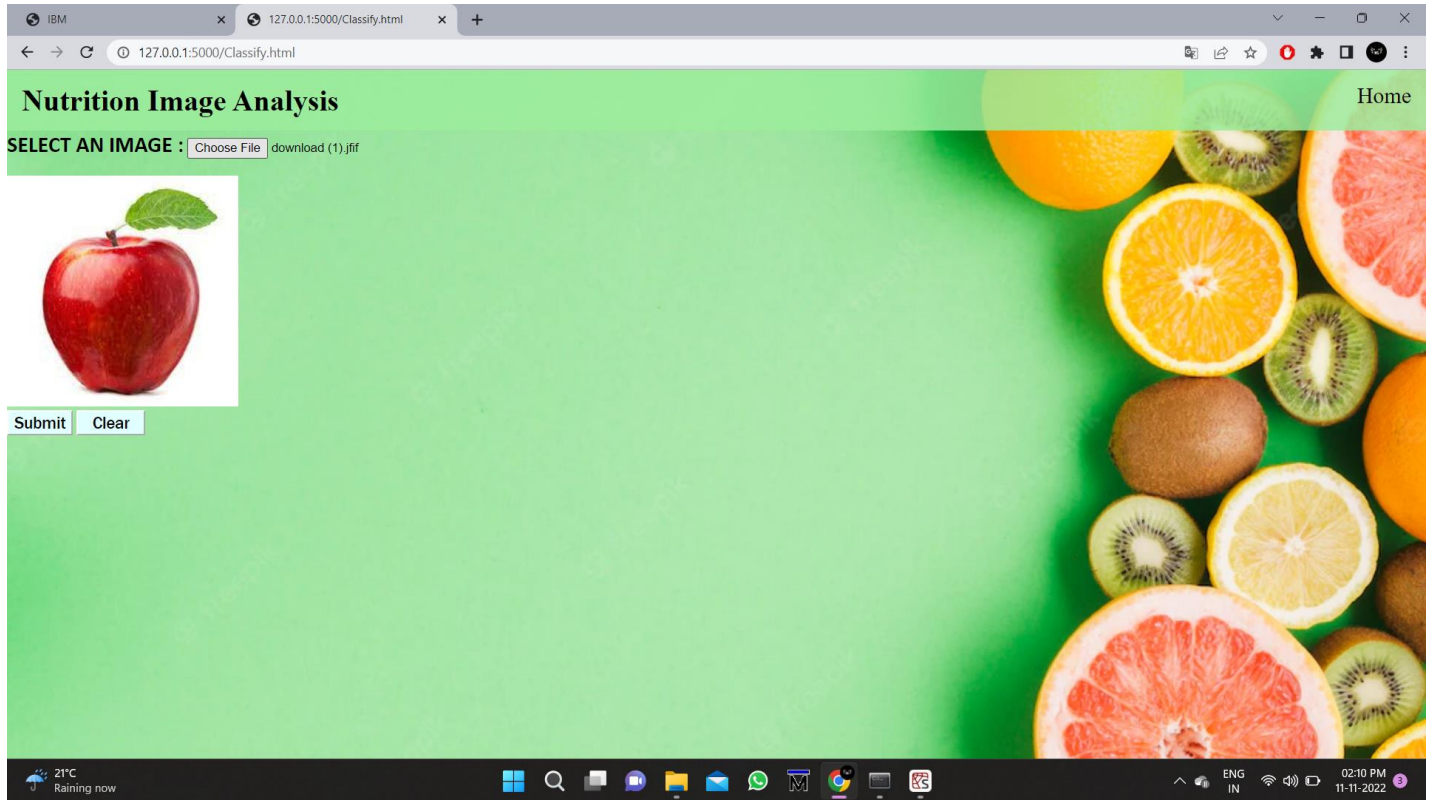 IBM
127.0.0.1:5000/Classify.html
127.0.0.1:5000/Classify.html
Nutrition Image Analysis
Home
SELECT AN IMAGE : Choose File download (1).jfif
Submit Clear
21°C
Raining now
ENG
IN
02:10 PM
11-11-2022
3